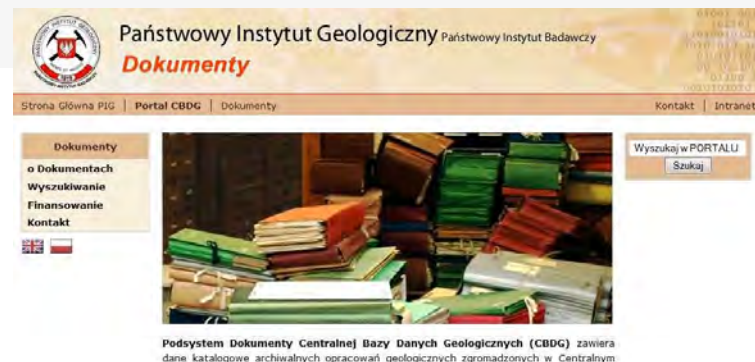 Państwowy Instytut Geologiczny Państwowy Instytut Badawczy
Dokumenty
Strona Główna PIG | Portal CBDG | Dokumenty
Kontakt | Intranet
Dokumenty
o Dokumentach
Wyszukiwanie
Finansowanie
Kontakt
Wyszukaj w PORTALU
Szukaj
Podsystem Dokumenty Centralnej Bazy Danych Geologicznych (CBDG) zawiera
dane katalogowe archiwalnych opracowań geologicznych zgromadzonych w Centralnym